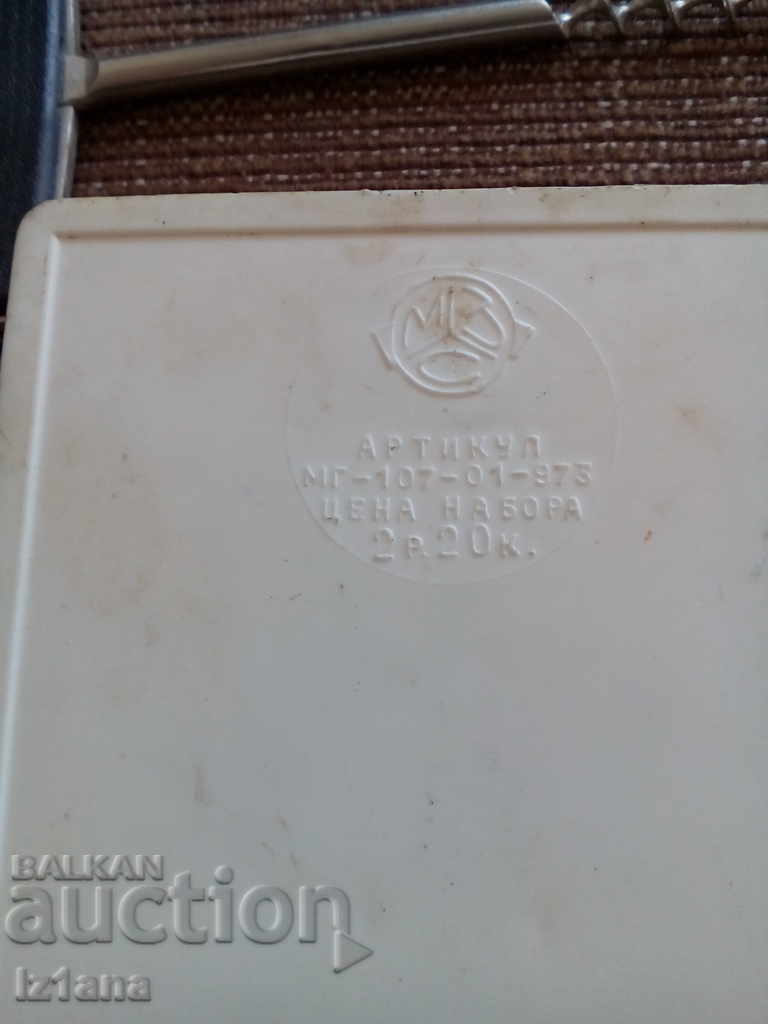 АРТИКУЛ
МГ-107-01-973
ЦЕНА НАБОРА
2р.20к.
BALKAN
auction
Iz1ana